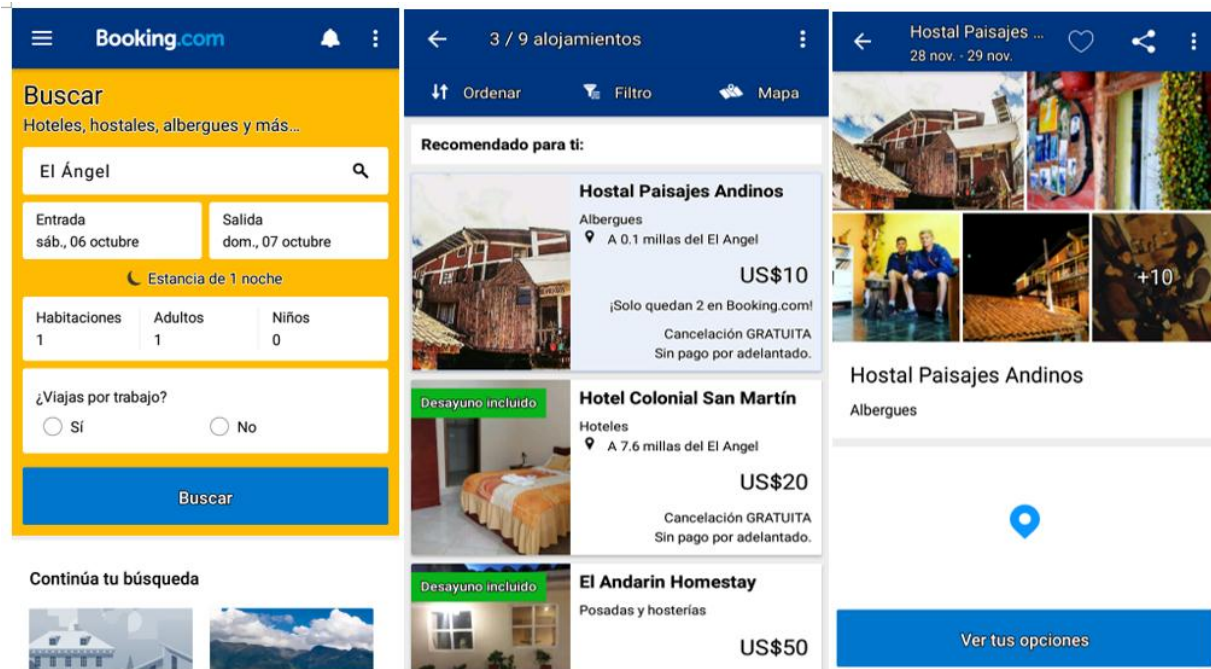 Booking.com
Buscar
Hoteles, hostales, albergues y más...
El Ángel
Entrada
sáb., 06 octubre
Salida
dom., 07 octubre
Estancia de 1 noche
Habitaciones
1
Adultos
1
Niños
0
¿Viajas por trabajo?
Sí
No
Buscar
Continúa tu búsqueda
3 / 9 alojamientos
Ordenar
Filtro
Mapa
Recomendado para ti:
Hostal Paisajes Andinos
Albergues
A 0.1 millas del El Angel
US$10
¡Solo quedan 2 en Booking.com!
Cancelación GRATUITA
Sin pago por adelantado.
Desayuno incluido
Hotel Colonial San Martín
Hoteles
A 7.6 millas del El Angel
US$20
Cancelación GRATUITA
Sin pago por adelantado.
Desayuno incluido
El Andarin Homestay
Posadas y hosterías
US$50
Hostal Paisajes ...
28 nov. - 29 nov.
+10
Hostal Paisajes Andinos
Albergues
Ver tus opciones